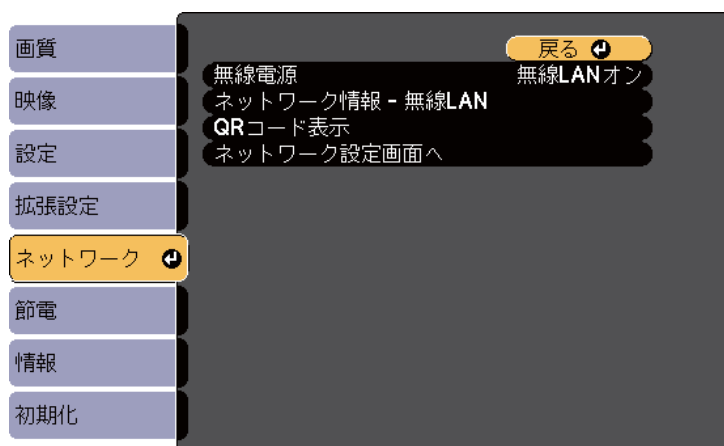 画質
映像
設定
拡張設定
ネットワーク
節電
情報
初期化
戻る
無線電源 無線LANオン
ネットワーク情報 - 無線LAN
QRコード表示
ネットワーク設定画面へ